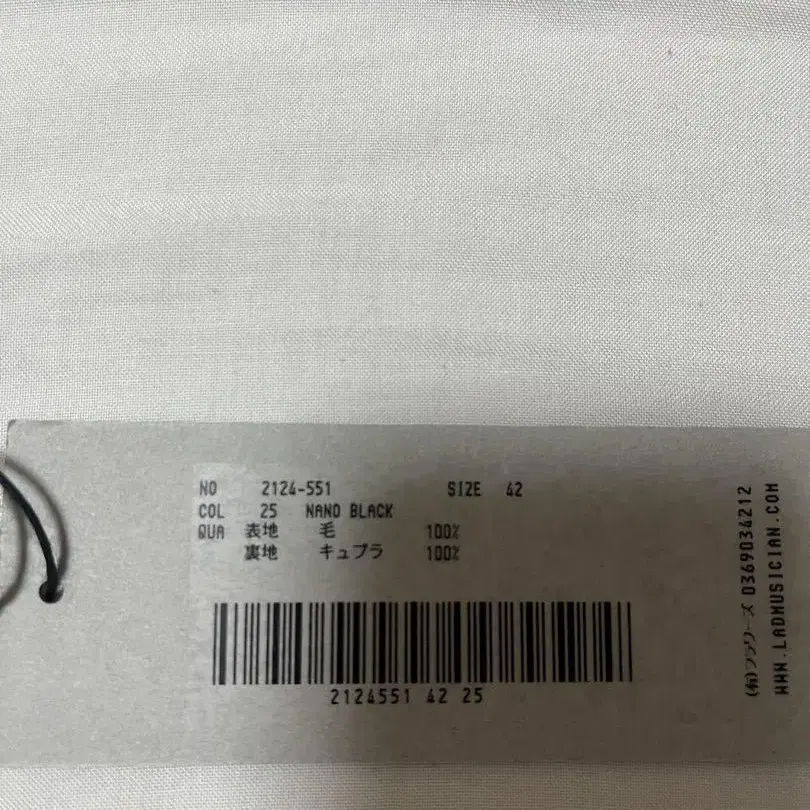 NO 2124-551 SIZE 42
COL 25 NANO BLACK
QUA 表地 毛 100%
裏地 キュプラ 100%
2124551 42 25
(有)フラワーズ 0369034212
WWW.LADMUSICIAN.COM